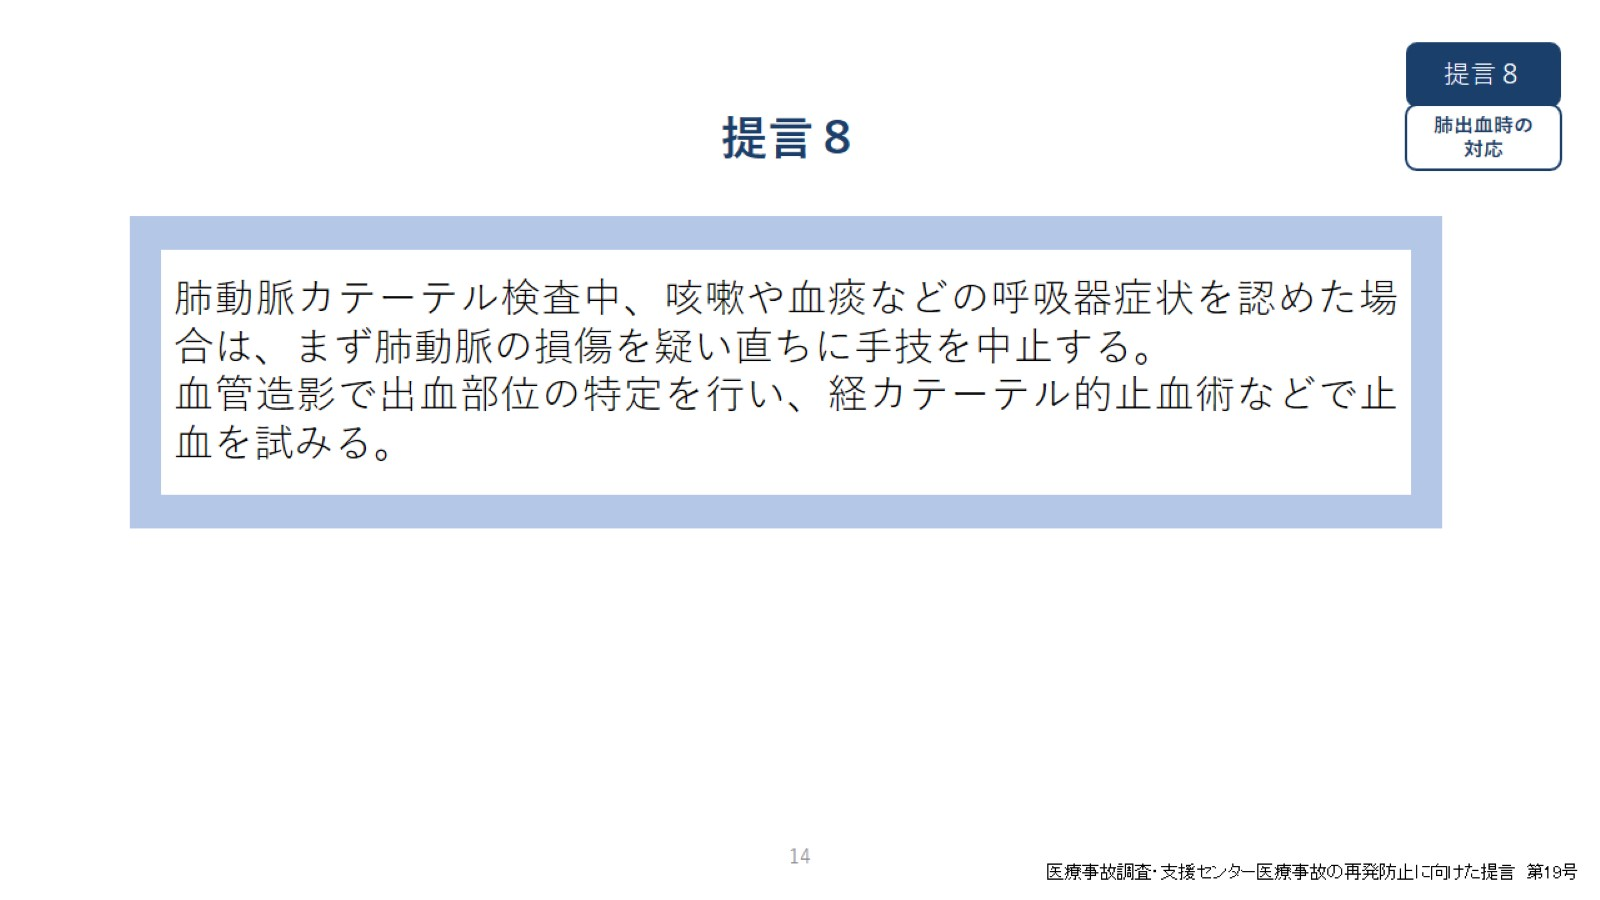 提言８
肺出血時の
対応
提言８
肺動脈カテーテル検査中、咳嗽や血痰などの呼吸器症状を認めた場
合は、まず肺動脈の損傷を疑い直ちに手技を中止する。
血管造影で出血部位の特定を行い、経カテーテル的止血術などで止
血を試みる。
14
医療事故調査･支援センター医療事故の再発防止に向けた提言　第19号